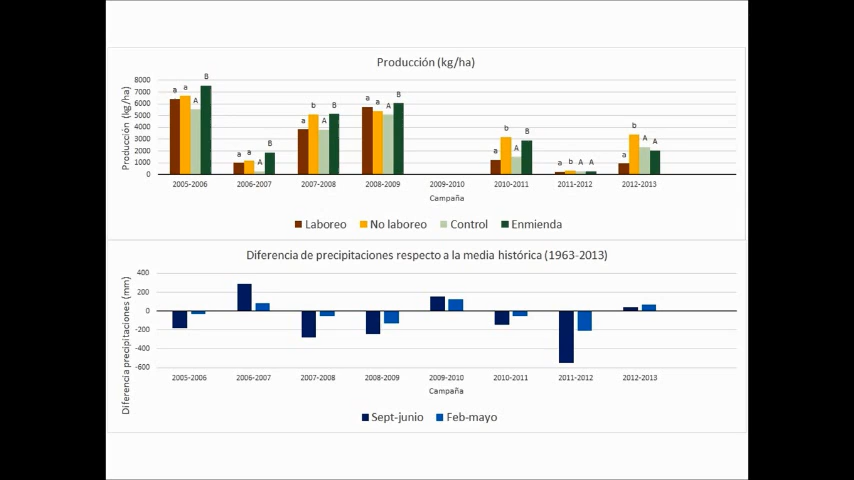 Producción (kg/ha)
Producción (kg/ha)
8000
7000
6000
5000
4000
3000
2000
1000
0
a a A B
a a A B
a b A B
a a A B
a b A B
a b A A
a b A A
2005-2006 2006-2007 2007-2008 2008-2009 2009-2010 2010-2011 2011-2012 2012-2013
Campaña
Laboreo No laboreo Control Enmienda
Diferencia de precipitaciones respecto a la media histórica (1963-2013)
Diferencia precipitaciones (mm)
400
200
0
-200
-400
-600
2005-2006 2006-2007 2007-2008 2008-2009 2009-2010 2010-2011 2011-2012 2012-2013
Campaña
Sept-junio Feb-mayo